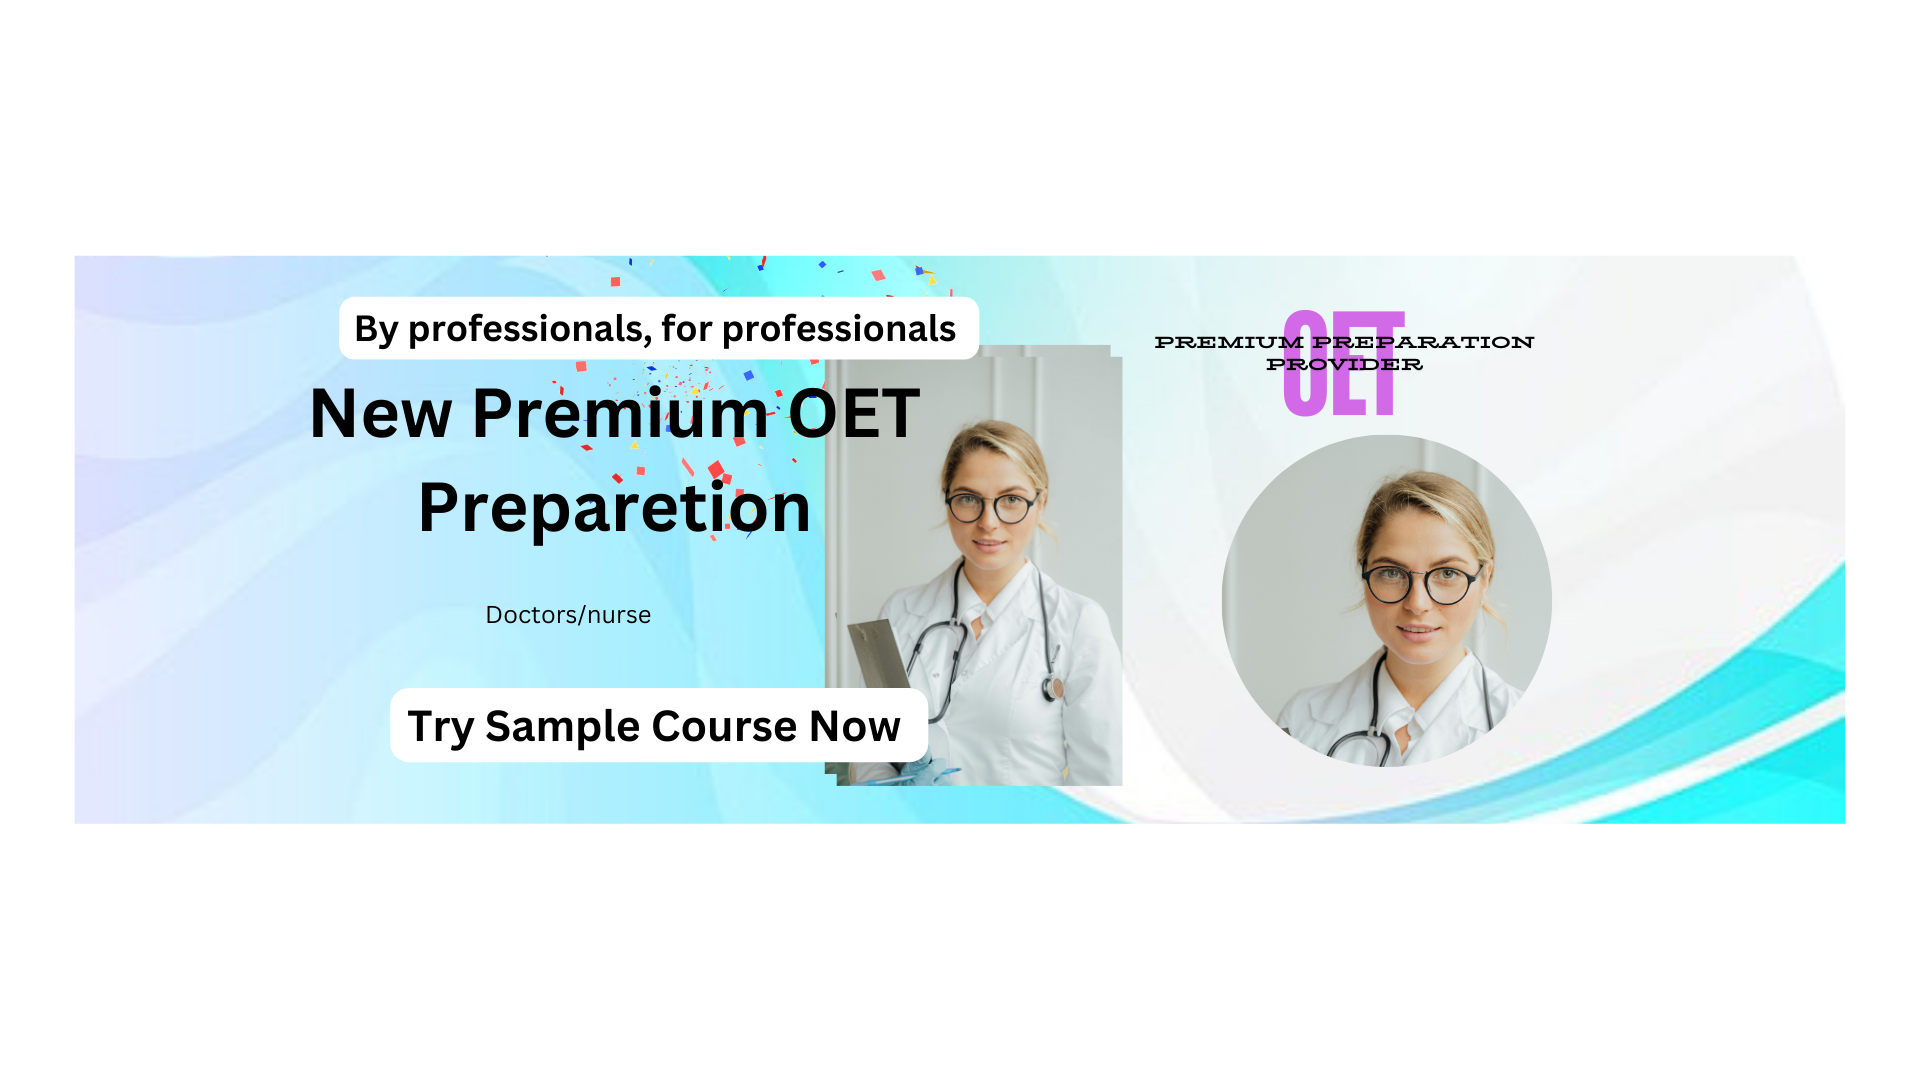 By professionals, for professionals
New Premium OET
Preparetion
Doctors/nurse
Try Sample Course Now
OET
PREMIUM PREPARATION
PROVIDER